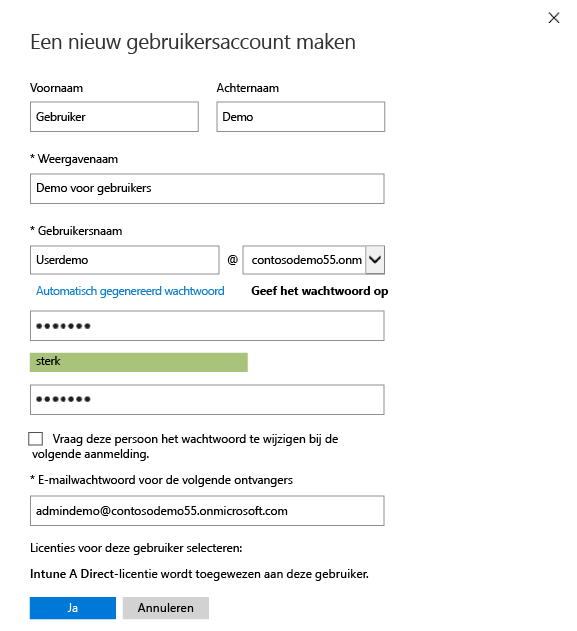 Een nieuw gebruikersaccount maken
Voornaam Achternaam
Gebruiker Demo
* Weergavenaam
Demo voor gebruikers
* Gebruikersnaam
Userdemo @ contosodemo55.onm
Automatisch gegenereerd wachtwoord Geef het wachtwoord op
•••••••
sterk
•••••••
Vraag deze persoon het wachtwoord te wijzigen bij de
volgende aanmelding.
* E-mailwachtwoord voor de volgende ontvangers
admindemo@contosodemo55.onmicrosoft.com
Licenties voor deze gebruiker selecteren:
Intune A Direct-licentie wordt toegewezen aan deze gebruiker.
Ja Annuleren